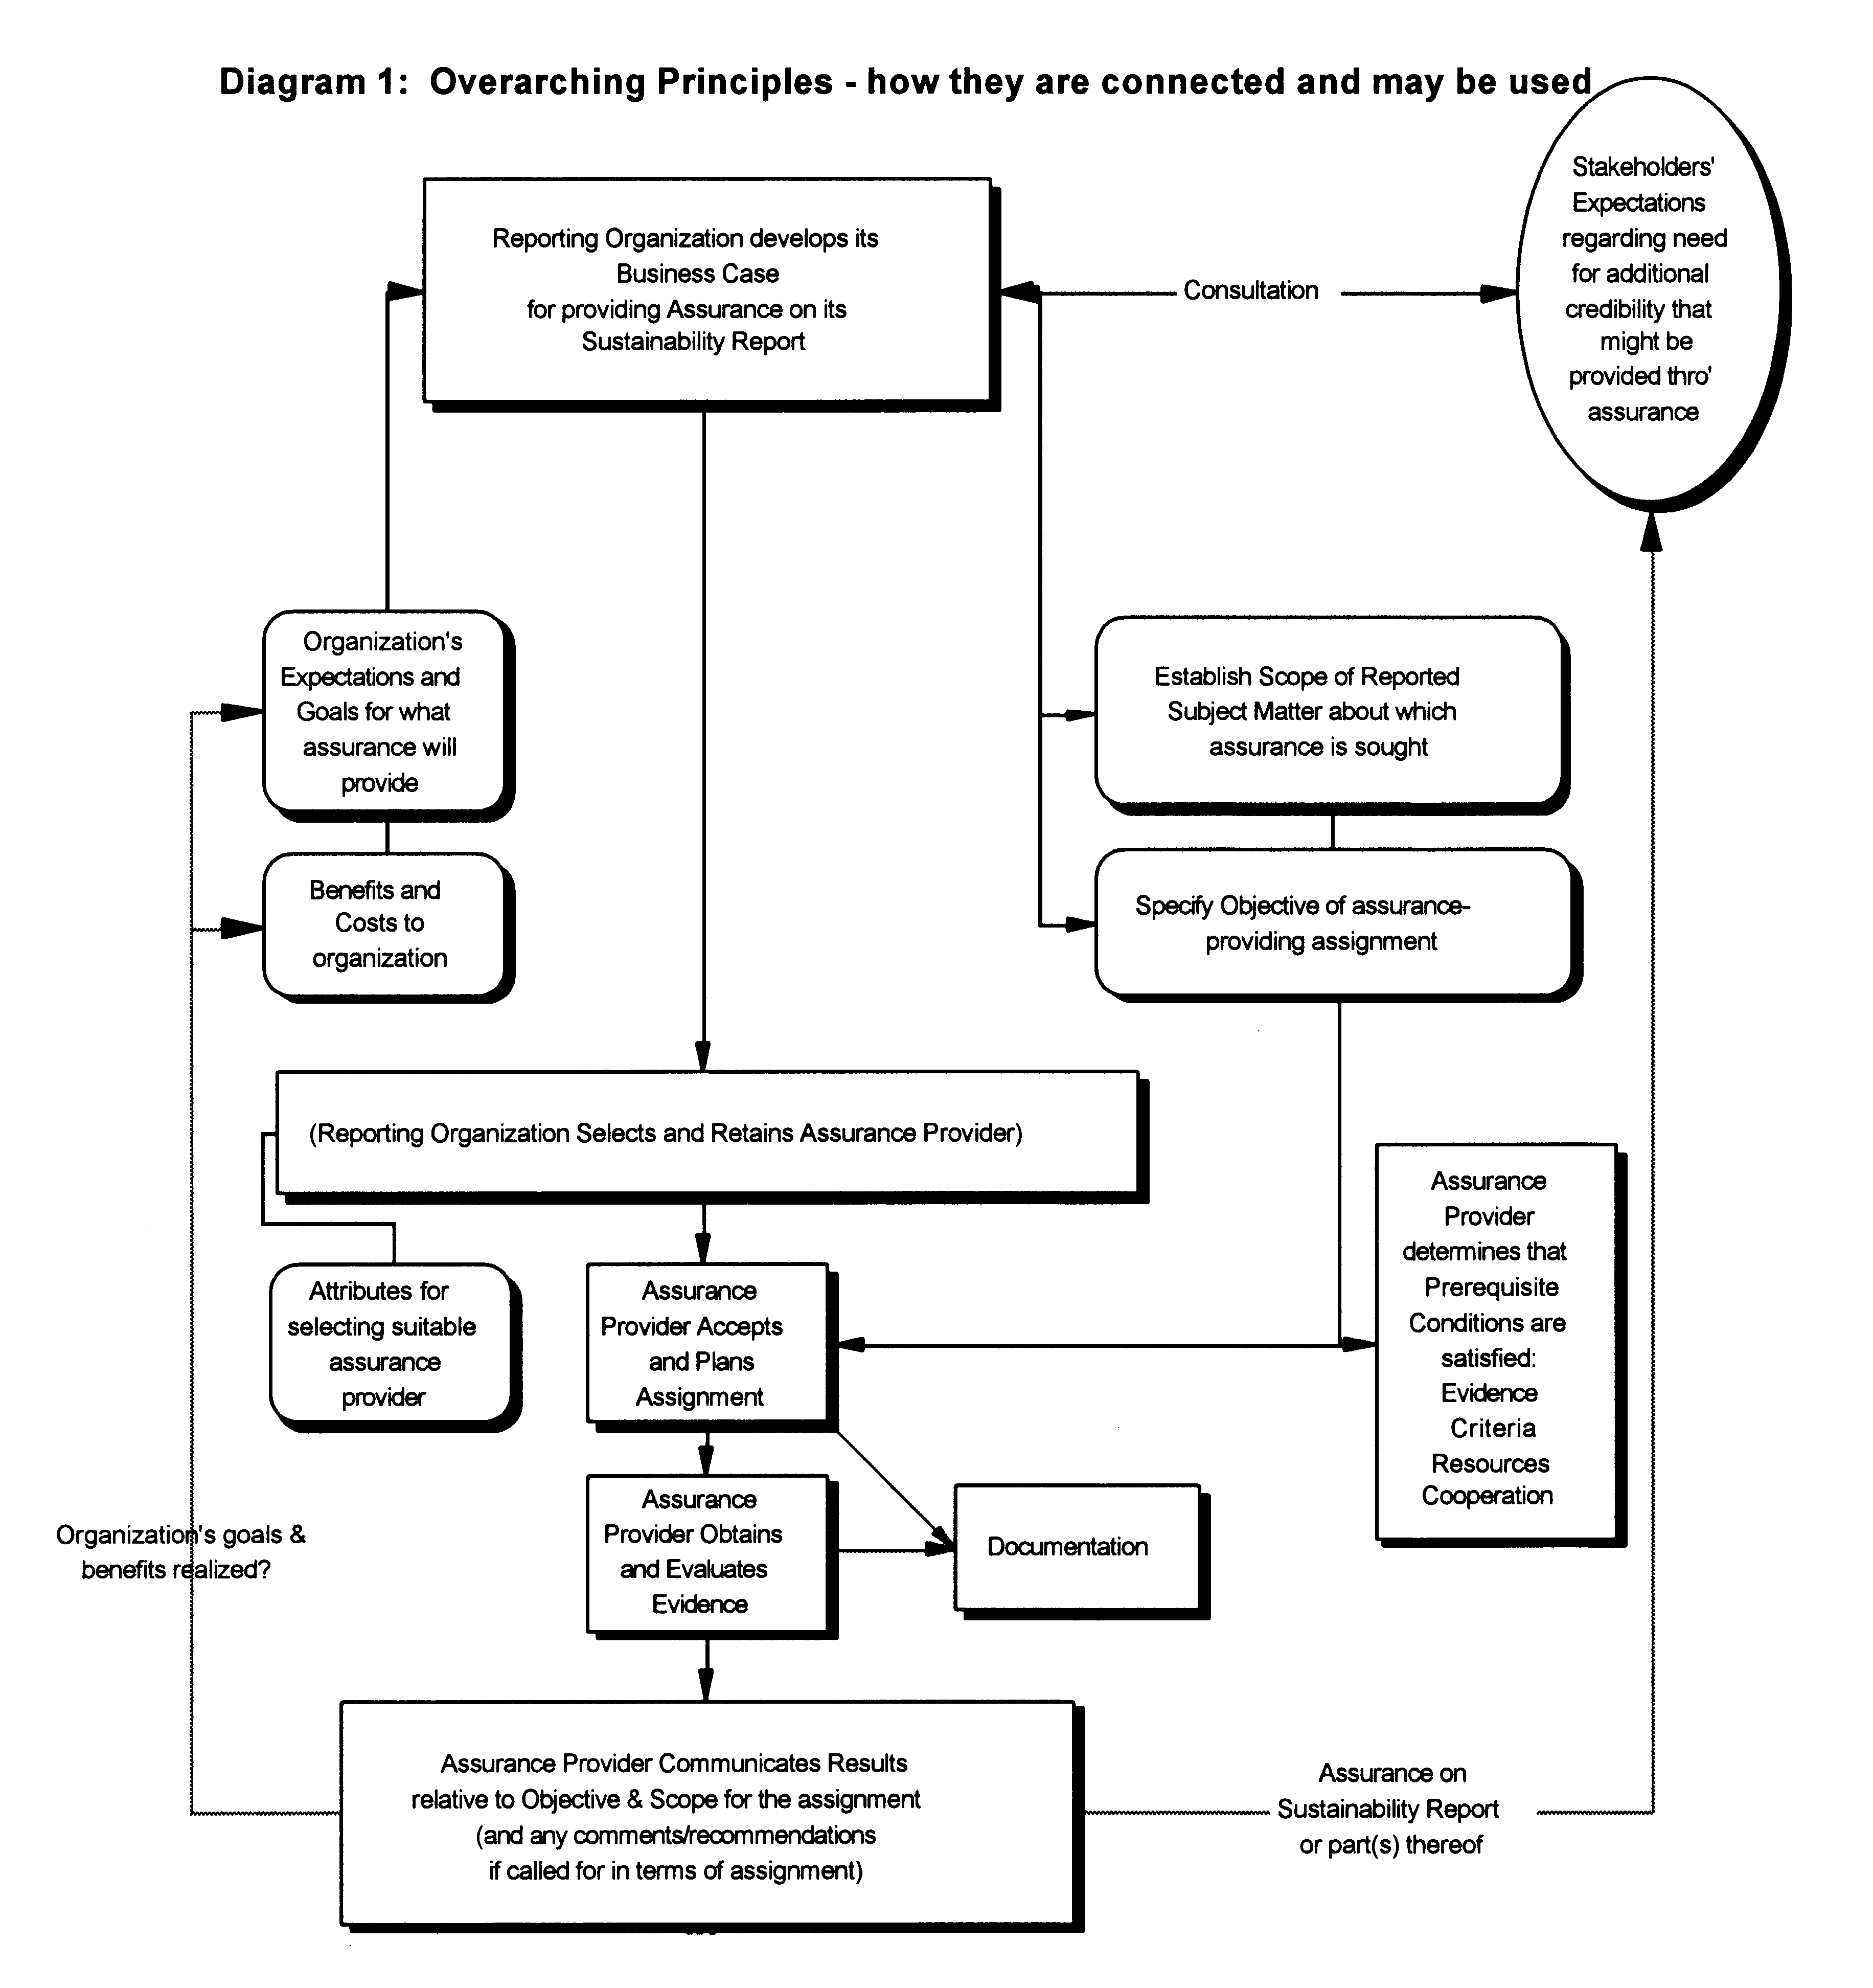 Diagram 1: Overarching Principles - how they are connected and may be used
Reporting Organization develops its
Business Case
for providing Assurance on its
Sustainability Report
Consultation
Stakeholders'
Expectations
regarding need
for additional
credibility that
might be
provided thro'
assurance
Organization's
Expectations and
Goals for what
assurance will
provide
Establish Scope of Reported
Subject Matter about which
assurance is sought
Benefits and
Costs to
organization
Specify Objective of assurance-
providing assignment
(Reporting Organization Selects and Retains Assurance Provider)
Attributes for
selecting suitable
assurance
provider
Assurance
Provider Accepts
and Plans
Assignment
Assurance
Provider
determines that
Prerequisite
Conditions are
satisfied:
Evidence
Criteria
Resources
Cooperation
Assurance
Provider Obtains
and Evaluates
Evidence
Documentation
Organization's goals &
benefits realized?
Assurance Provider Communicates Results
relative to Objective & Scope for the assignment
(and any comments/recommendations
if called for in terms of assignment)
Assurance on
Sustainability Report
or part(s) thereof